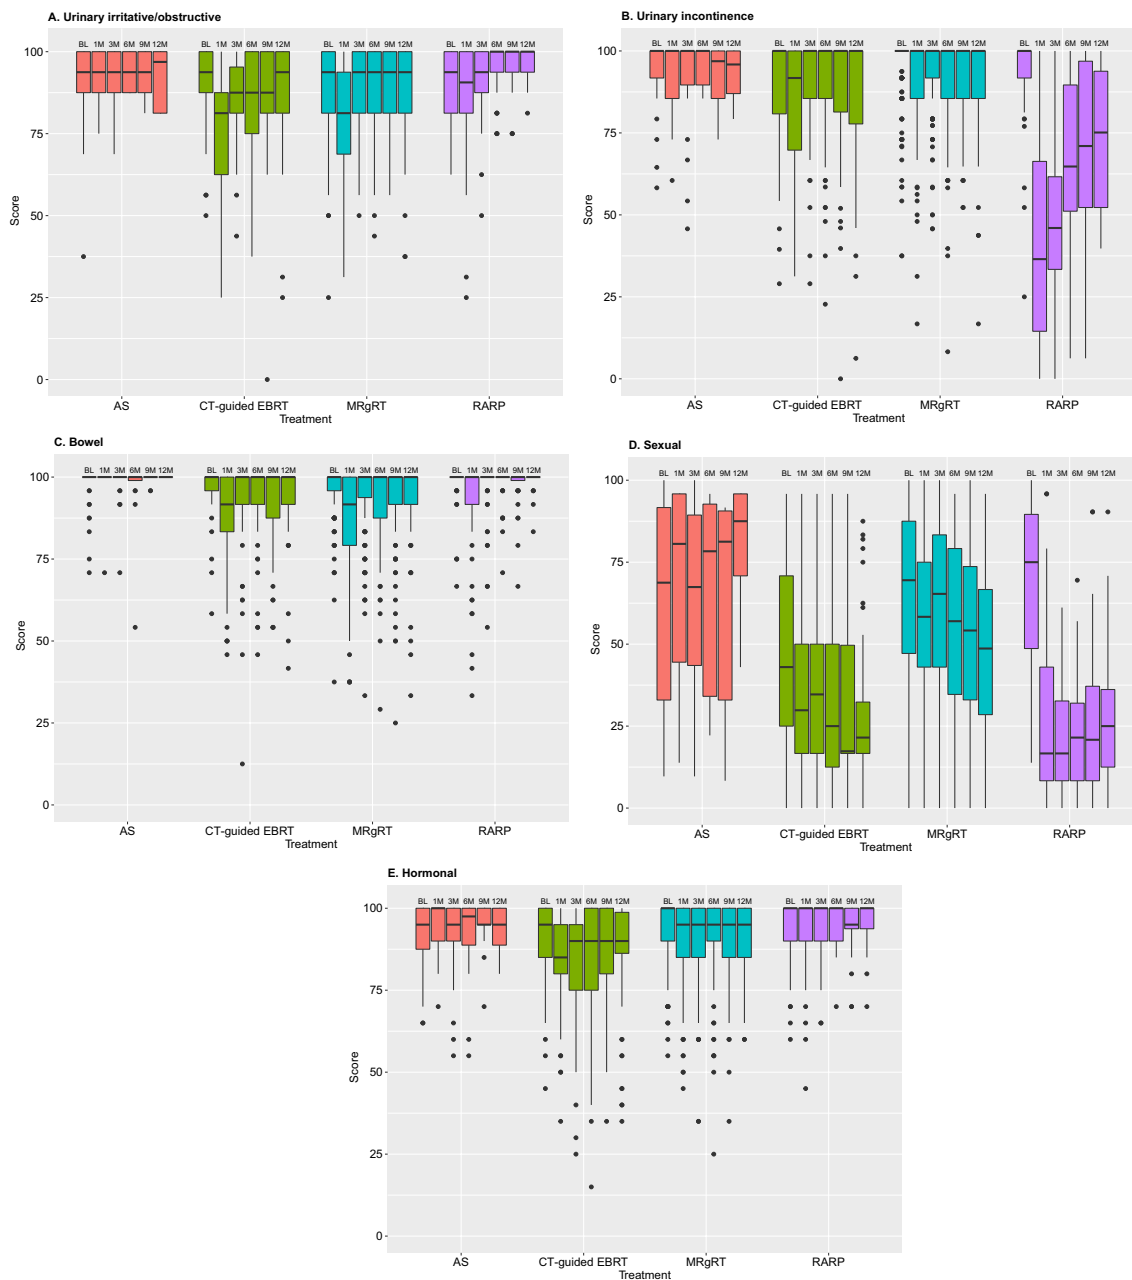 A. Urinary irritative/obstructive
BL 1M 3M 6M 9M 12M BL 1M 3M 6M 9M 12M BL 1M 3M 6M 9M 12M BL 1M 3M 6M 9M 12M
100
75
50
25
0
Score
AS CT-guided EBRT MRgRT RARP
Treatment
B. Urinary incontinence
BL 1M 3M 6M 9M 12M BL 1M 3M 6M 9M 12M BL 1M 3M 6M 9M 12M BL 1M 3M 6M 9M 12M
100
75
50
25
0
Score
AS CT-guided EBRT MRgRT RARP
Treatment
C. Bowel
BL 1M 3M 6M 9M 12M BL 1M 3M 6M 9M 12M BL 1M 3M 6M 9M 12M BL 1M 3M 6M 9M 12M
100
75
50
25
0
Score
AS CT-guided EBRT MRgRT RARP
Treatment
D. Sexual
BL 1M 3M 6M 9M 12M BL 1M 3M 6M 9M 12M BL 1M 3M 6M 9M 12M BL 1M 3M 6M 9M 12M
100
75
50
25
0
Score
AS CT-guided EBRT MRgRT RARP
Treatment
E. Hormonal
BL 1M 3M 6M 9M 12M BL 1M 3M 6M 9M 12M BL 1M 3M 6M 9M 12M BL 1M 3M 6M 9M 12M
100
75
50
25
0
Score
AS CT-guided EBRT MRgRT RARP
Treatment